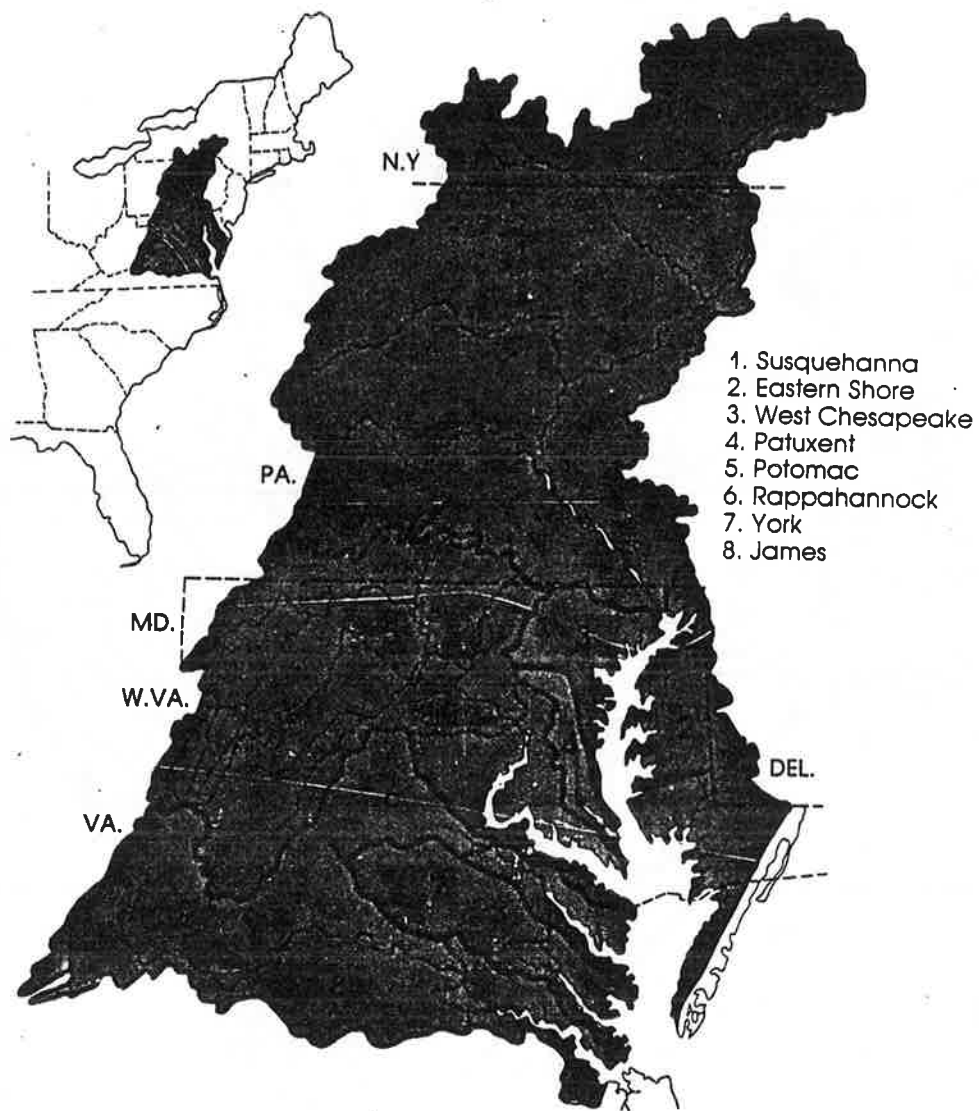 N.Y
1. Susquehanna
2. Eastern Shore
3. West Chesapeake
4. Patuxent
5. Potomac
6. Rappahannock
7. York
8. James
PA.
MD.
W.VA.
DEL.
VA.